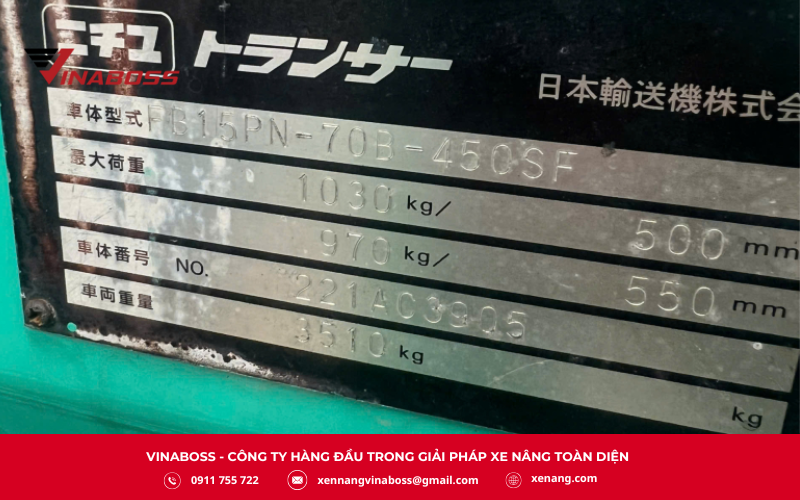 ニチユ トランサー
VINABOSS
日本輸送機株式会
車体型式 FB15PN-70B-450SF
最大荷重 1030 kg/ 500 mm
970 kg/ 550 mm
車体番号 NO. 221AC3905
車両重量 3510 kg
kg
VINABOSS - CÔNG TY HÀNG ĐẦU TRONG GIẢI PHÁP XE NÂNG TOÀN DIỆN
0911 755 722 xennangvinaboss@gmail.com xenang.com